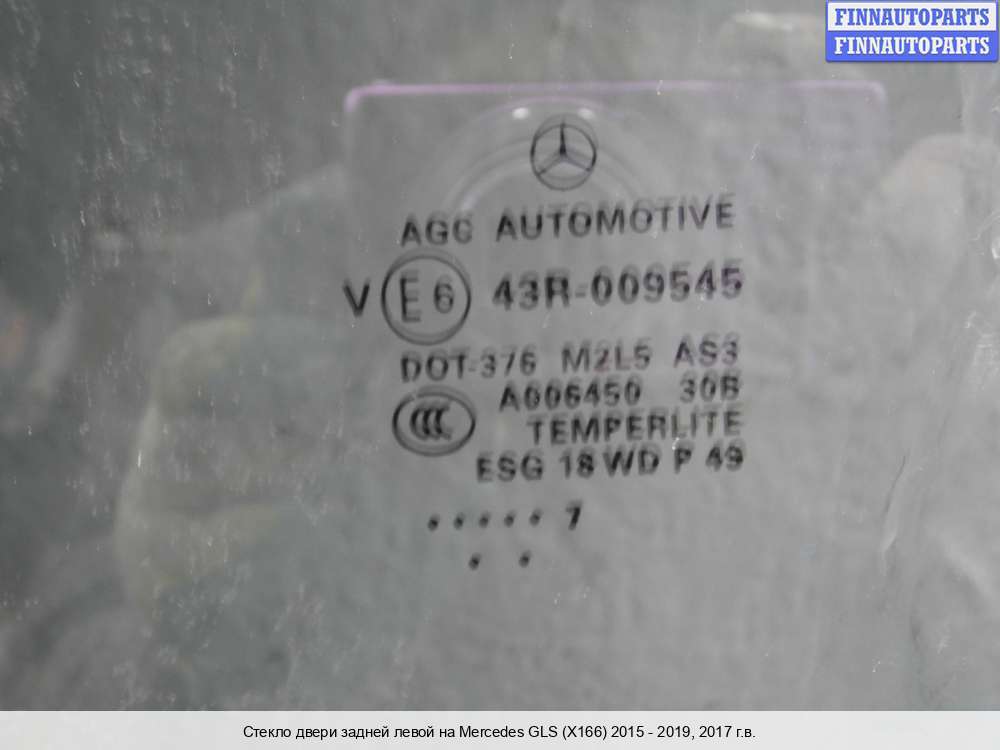 FINNAUTOPARTS
FINNAUTOPARTS
AGC AUTOMOTIVE
V E6 43R-009545
DOT-376 M2L5 AS3
A006450 30B
CCC
TEMPERLITE
ESG 18 WD P 49
. . . . . 7
. .
Стекло двери задней левой на Mercedes GLS (X166) 2015 - 2019, 2017 г.в.